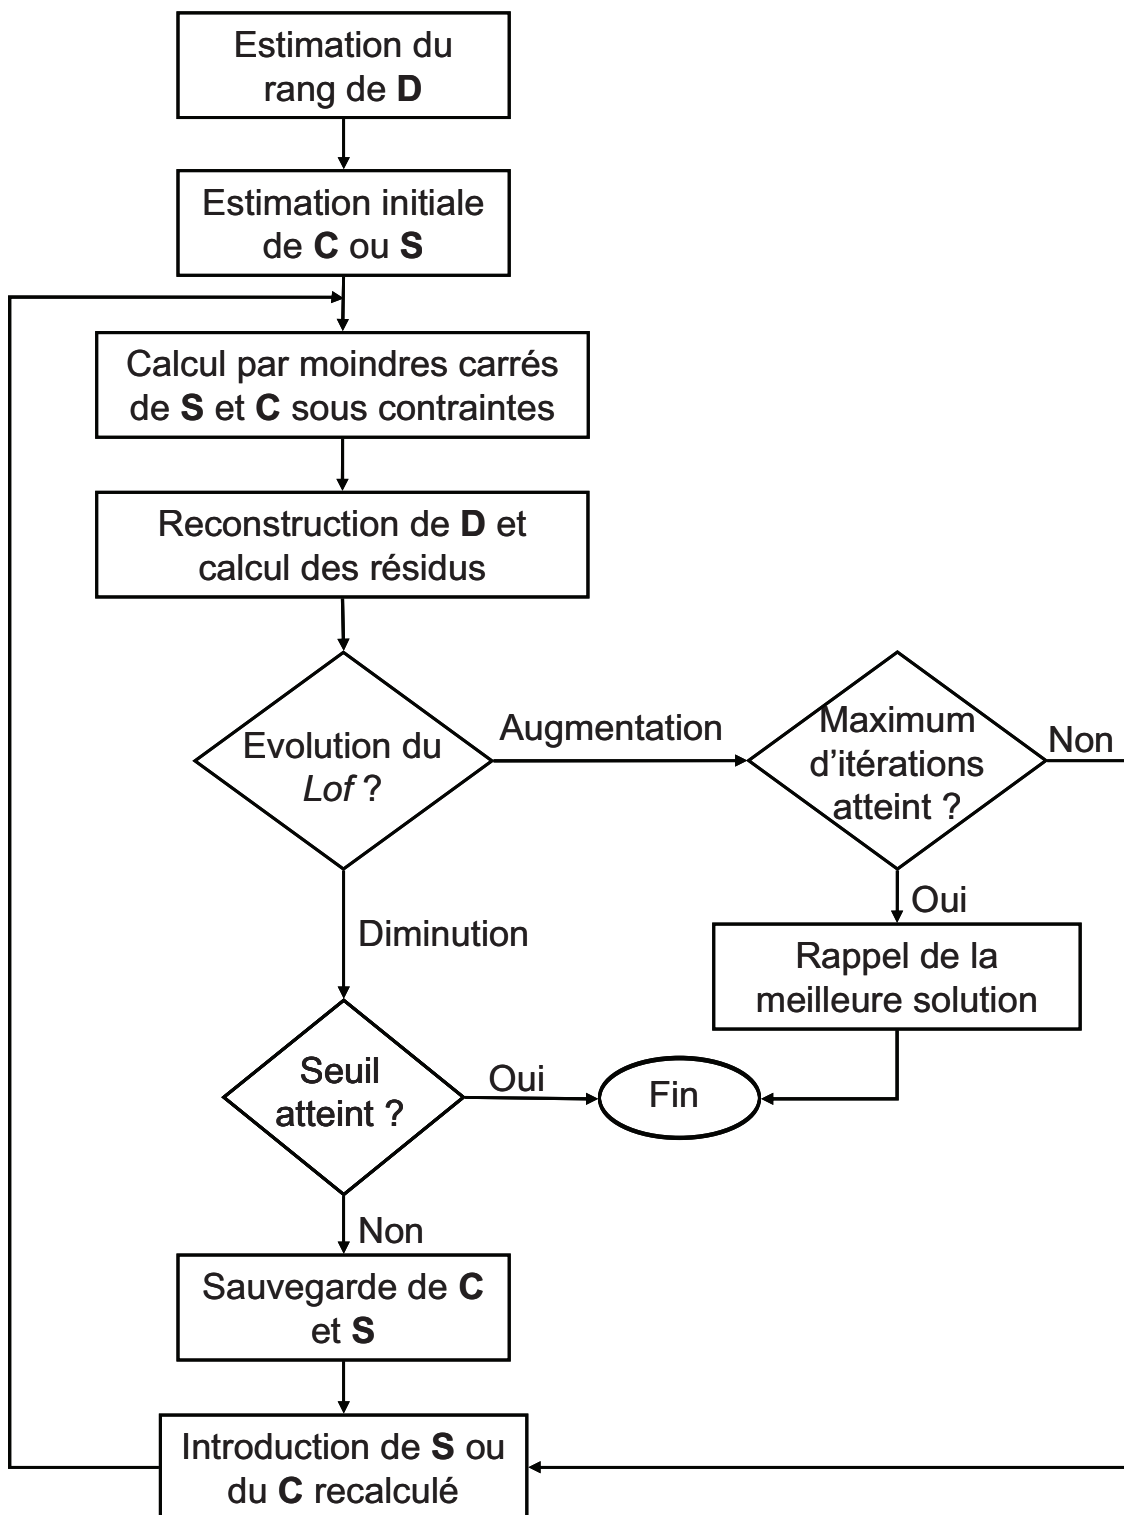 Estimation du
rang de D
Estimation initiale
de C ou S
Calcul par moindres carrés
de S et C sous contraintes
Reconstruction de D et
calcul des résidus
Evolution du
Lof ?
Augmentation
Maximum
d’itérations
atteint ?
Non
Oui
Rappel de la
meilleure solution
Diminution
Seuil
atteint ?
Oui
Fin
Non
Sauvegarde de C
et S
Introduction de S ou
du C recalculé